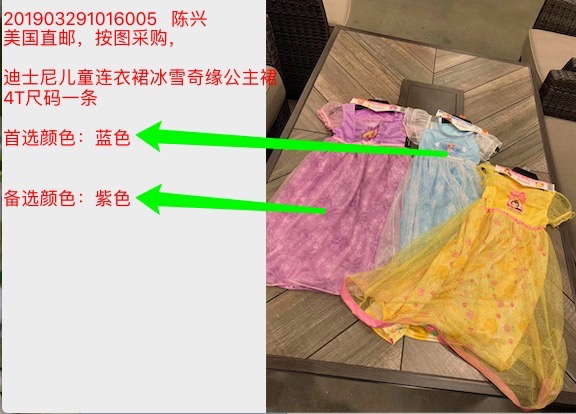 201903291016005 陈兴
美国直邮，按图采购，
迪士尼儿童连衣裙冰雪奇缘公主裙
4T尺码一条
首选颜色：蓝色
备选颜色：紫色